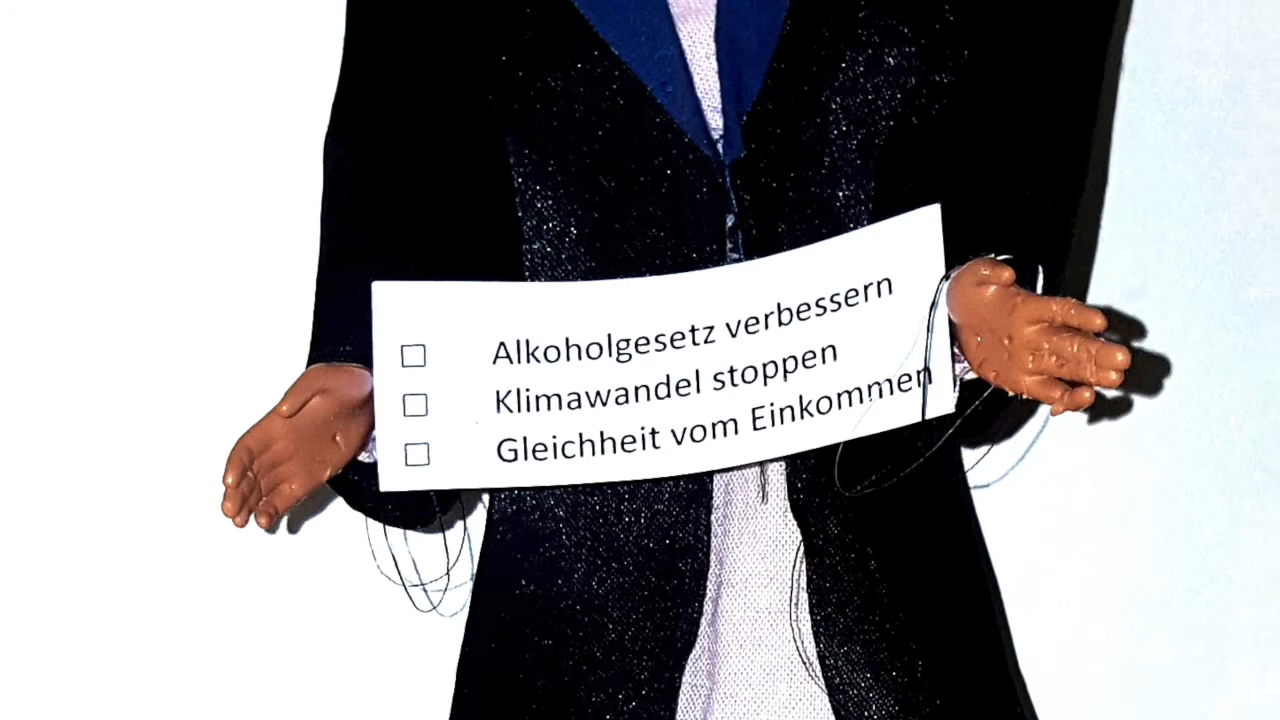 ☐ Alkoholgesetz verbessern
☐ Klimawandel stoppen
☐ Gleichheit vom Einkommen